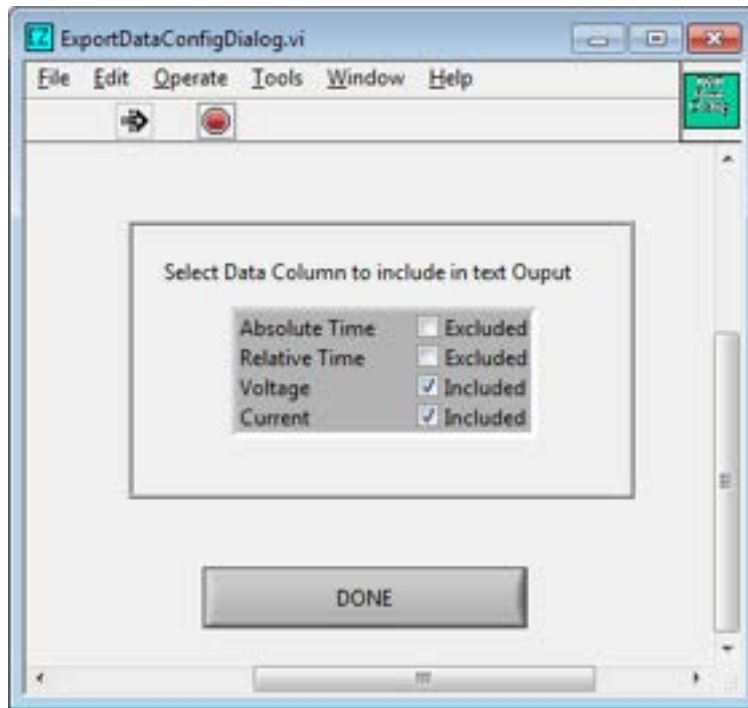 ExportDataConfigDialog.vi
File Edit Operate Tools Window Help
Select Data Column to include in text Ouput
Absolute Time Excluded
Relative Time Excluded
Voltage Included
Current Included
DONE